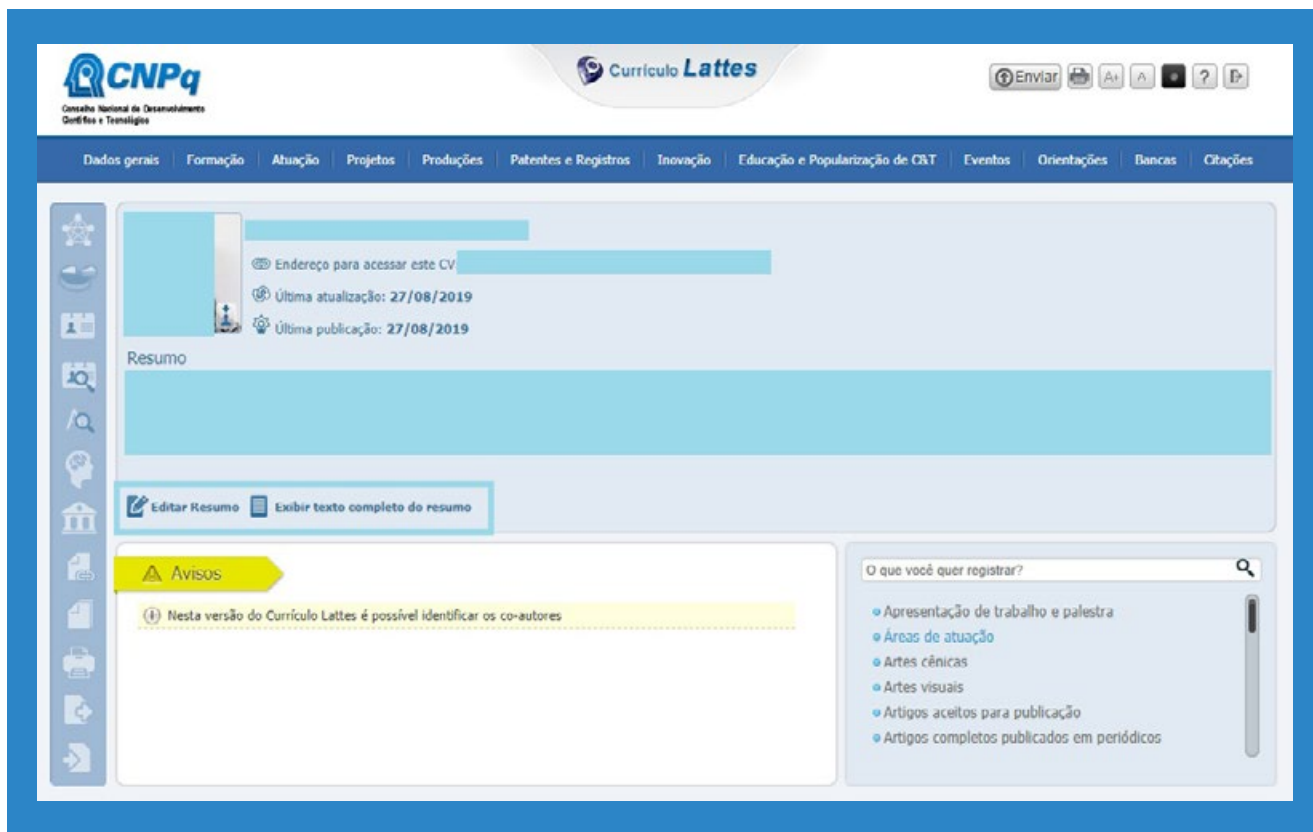 CNPq
Conselho Nacional de Desenvolvimento
Científico e Tecnológico
Currículo Lattes
Enviar A+ A ?
Dados gerais Formação Atuação Projetos Produções Patentes e Registros Inovação Educação e Popularização de C&T Eventos Orientações Bancas Citações
Endereço para acessar este CV
Última atualização: 27/08/2019
Última publicação: 27/08/2019
Resumo
Editar Resumo Exibir texto completo do resumo
Avisos
Nesta versão do Currículo Lattes é possível identificar os co-autores
O que você quer registrar?
Apresentação de trabalho e palestra
Áreas de atuação
Artes cênicas
Artes visuais
Artigos aceitos para publicação
Artigos completos publicados em periódicos